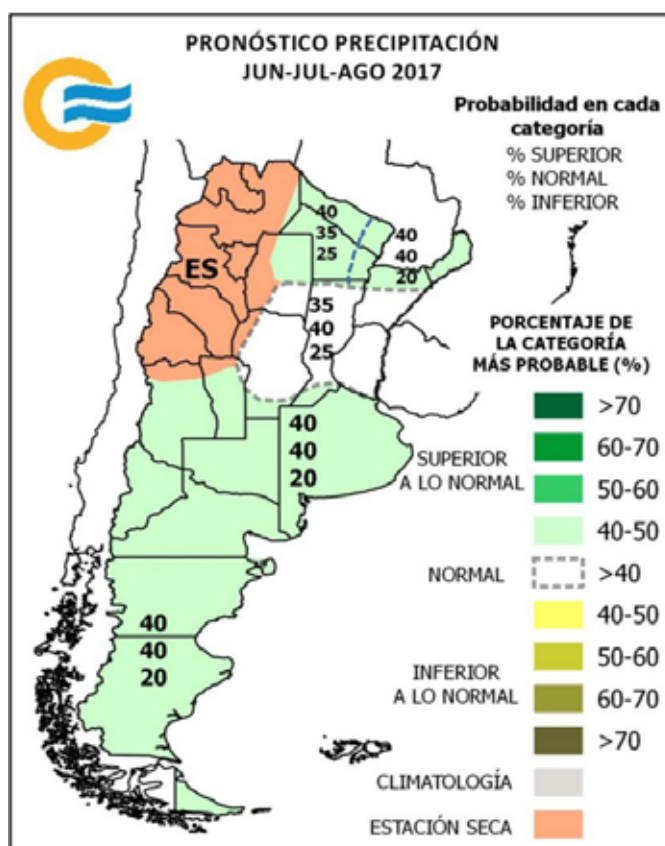 PRONÓSTICO PRECIPITACIÓN
JUN-JUL-AGO 2017
Probabilidad en cada
categoría
% SUPERIOR
% NORMAL
% INFERIOR
40
35
25
40
40
20
ES
35
40
25
40
40
20
40
40
20
PORCENTAJE DE
LA CATEGORÍA
MÁS PROBABLE (%)
>70
60-70
SUPERIOR
A LO NORMAL
50-60
40-50
NORMAL
>40
40-50
50-60
INFERIOR
A LO NORMAL
60-70
>70
CLIMATOLOGÍA
ESTACIÓN SECA